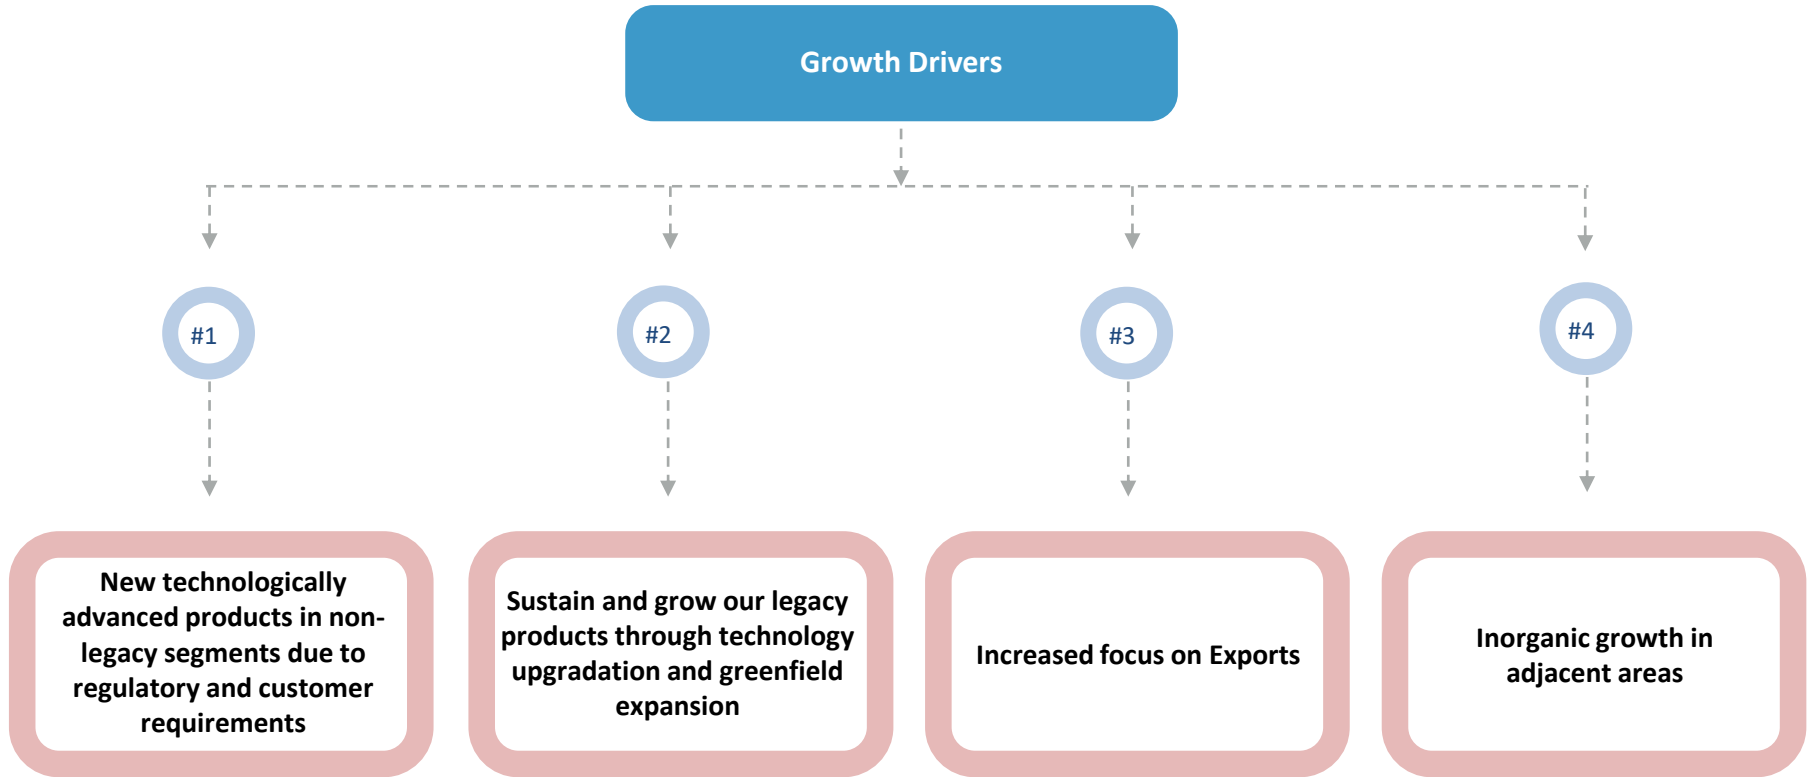 Growth Drivers
#1
#2
#3
#4
New technologically
advanced products in non-
legacy segments due to
regulatory and customer
requirements
Sustain and grow our legacy
products through technology
upgradation and greenfield
expansion
Increased focus on Exports
Inorganic growth in
adjacent areas